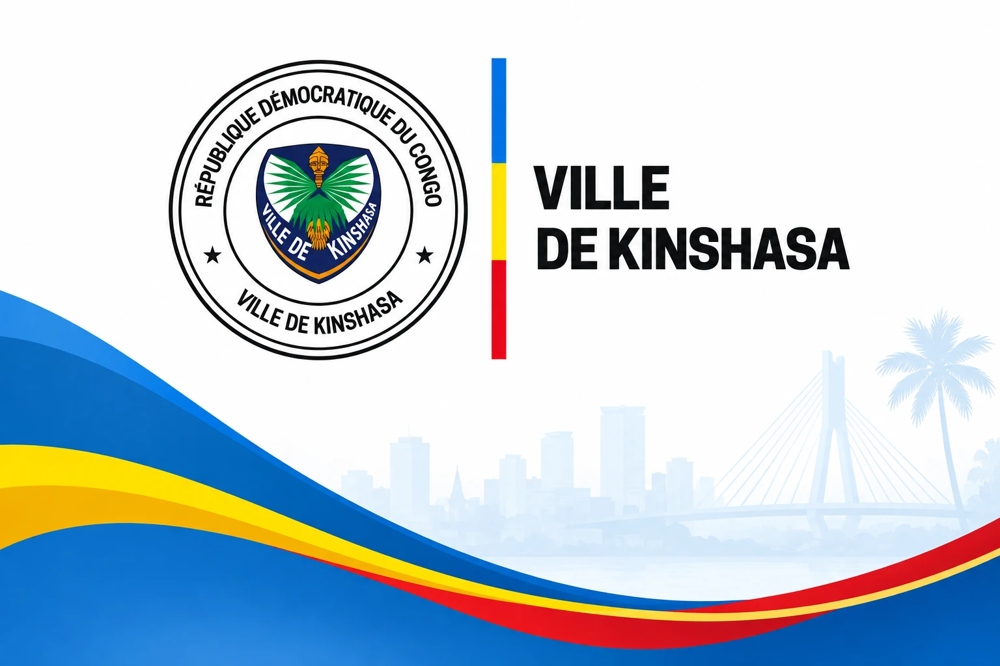 RÉPUBLIQUE DÉMOCRATIQUE DU CONGO
VILLE DE KINSHASA
VILLE DE KINSHASA
VILLE
DE KINSHASA